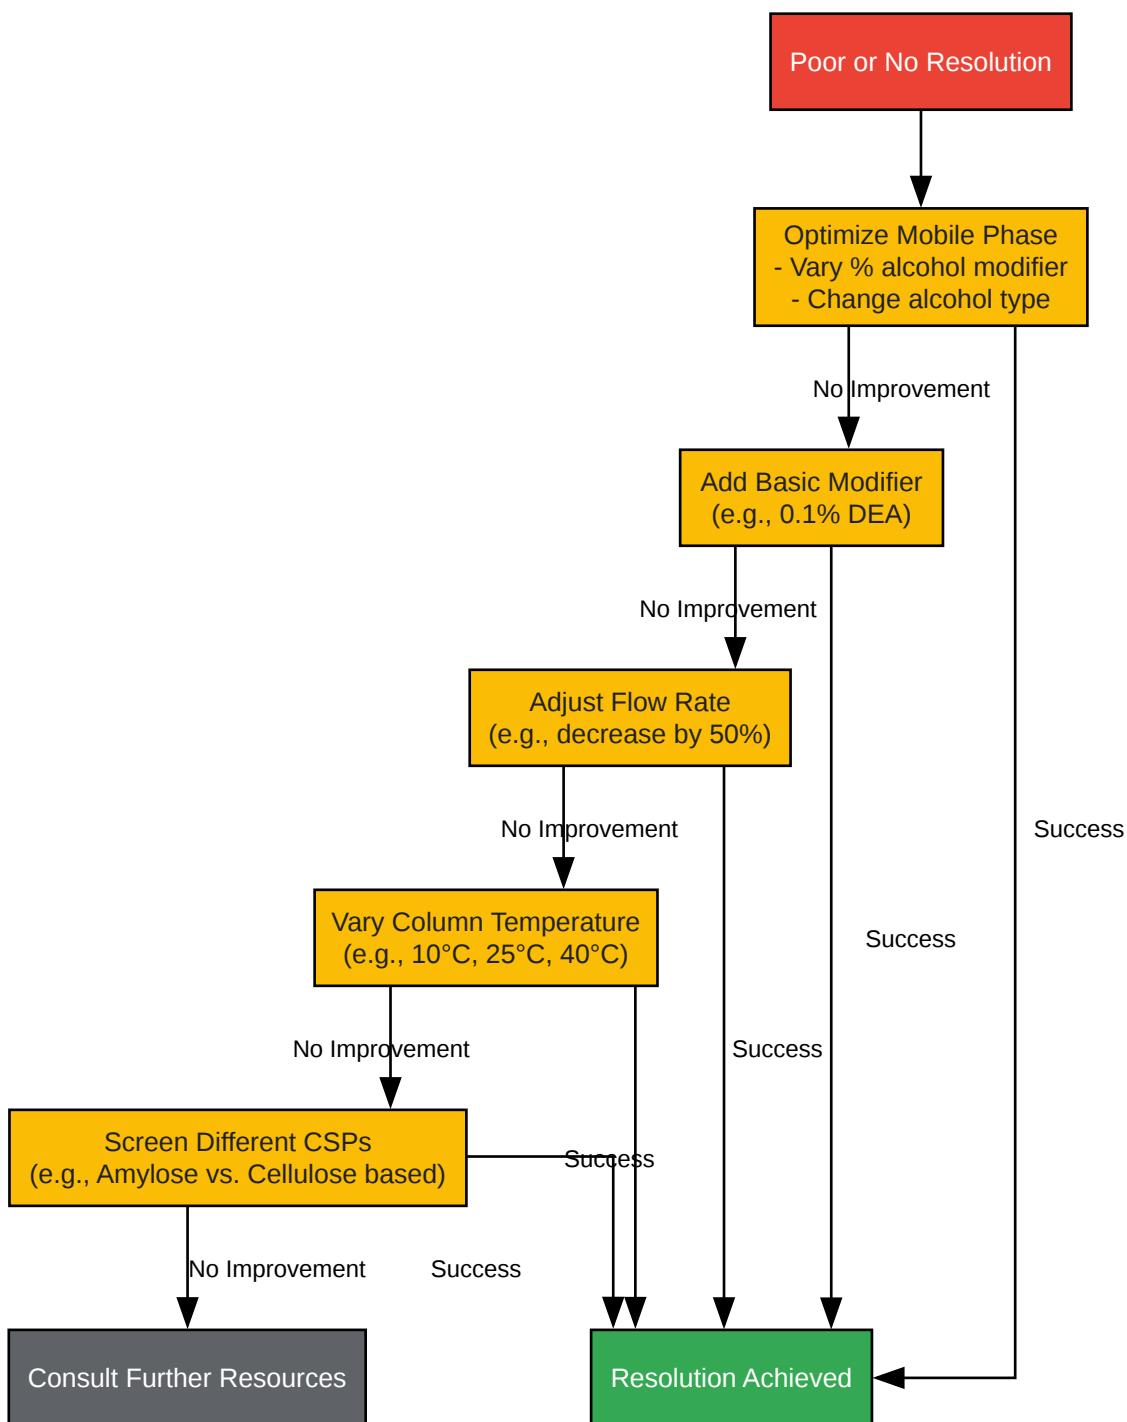 Poor or No Resolution
Optimize Mobile Phase
- Vary % alcohol modifier
- Change alcohol type
No Improvement
Add Basic Modifier
(e.g., 0.1% DEA)
No Improvement
Adjust Flow Rate
(e.g., decrease by 50%)
No Improvement
Success
Vary Column Temperature
(e.g., 10°C, 25°C, 40°C)
Success
No Improvement
Success
Screen Different CSPs
(e.g., Amylose vs. Cellulose based)
Success
No Improvement
Success
Consult Further Resources
Resolution Achieved